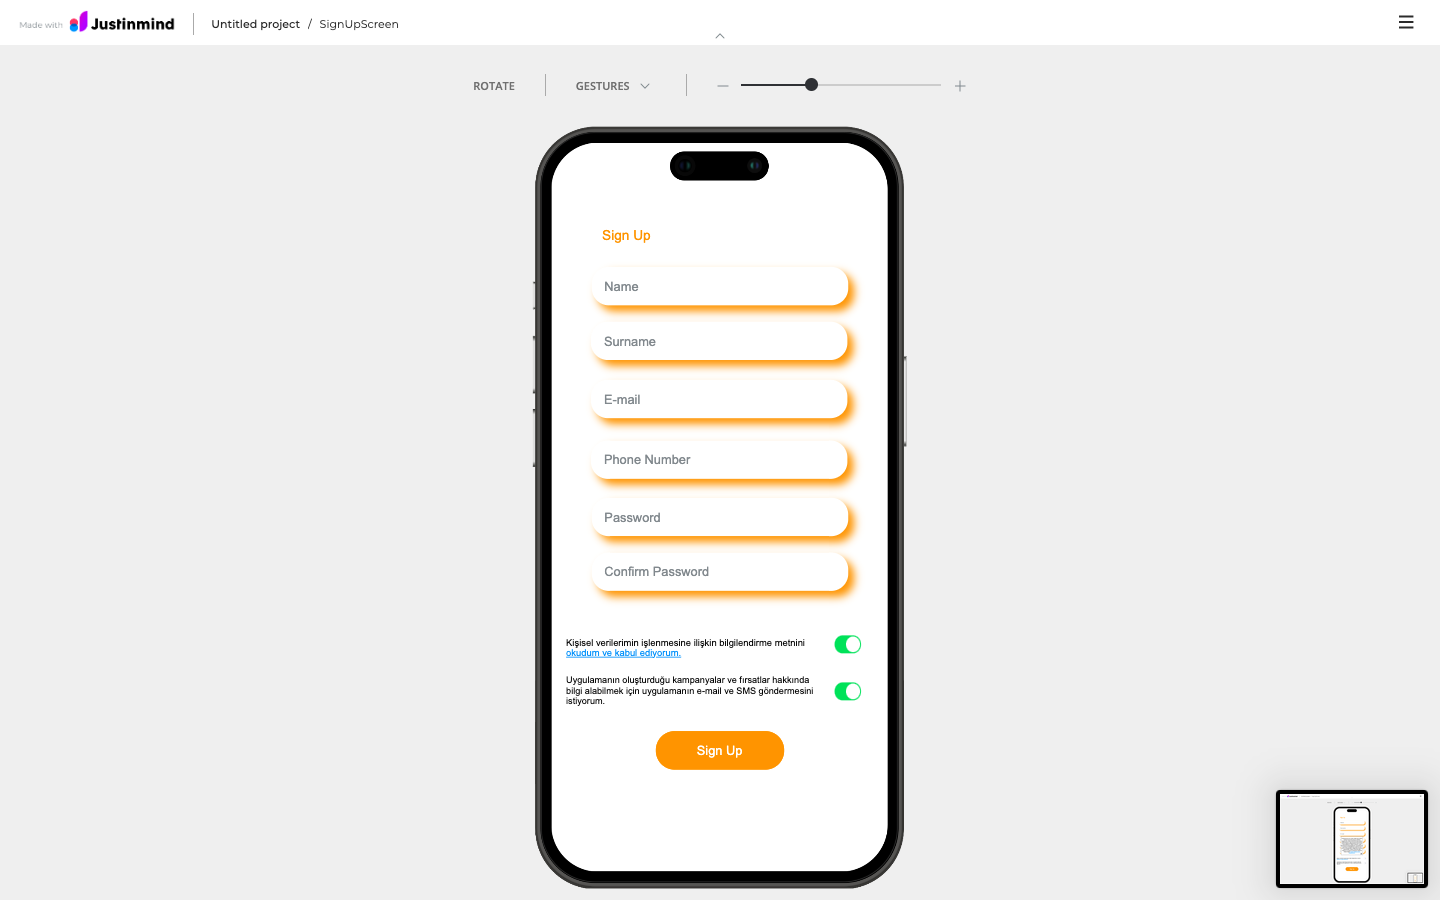 Made with Justinmind
Untitled project / SignUpScreen
ROTATE
GESTURES
Sign Up
Name
Surname
E-mail
Phone Number
Password
Confirm Password
Kişisel verilerimin işlenmesine ilişkin bilgilendirme metnini
okudum ve kabul ediyorum.
Uygulamanın oluşturduğu kampanyalar ve fırsatlar hakkında
bilgi alabilmek için uygulamanın e-mail ve SMS göndermesini
istiyorum.
Sign Up